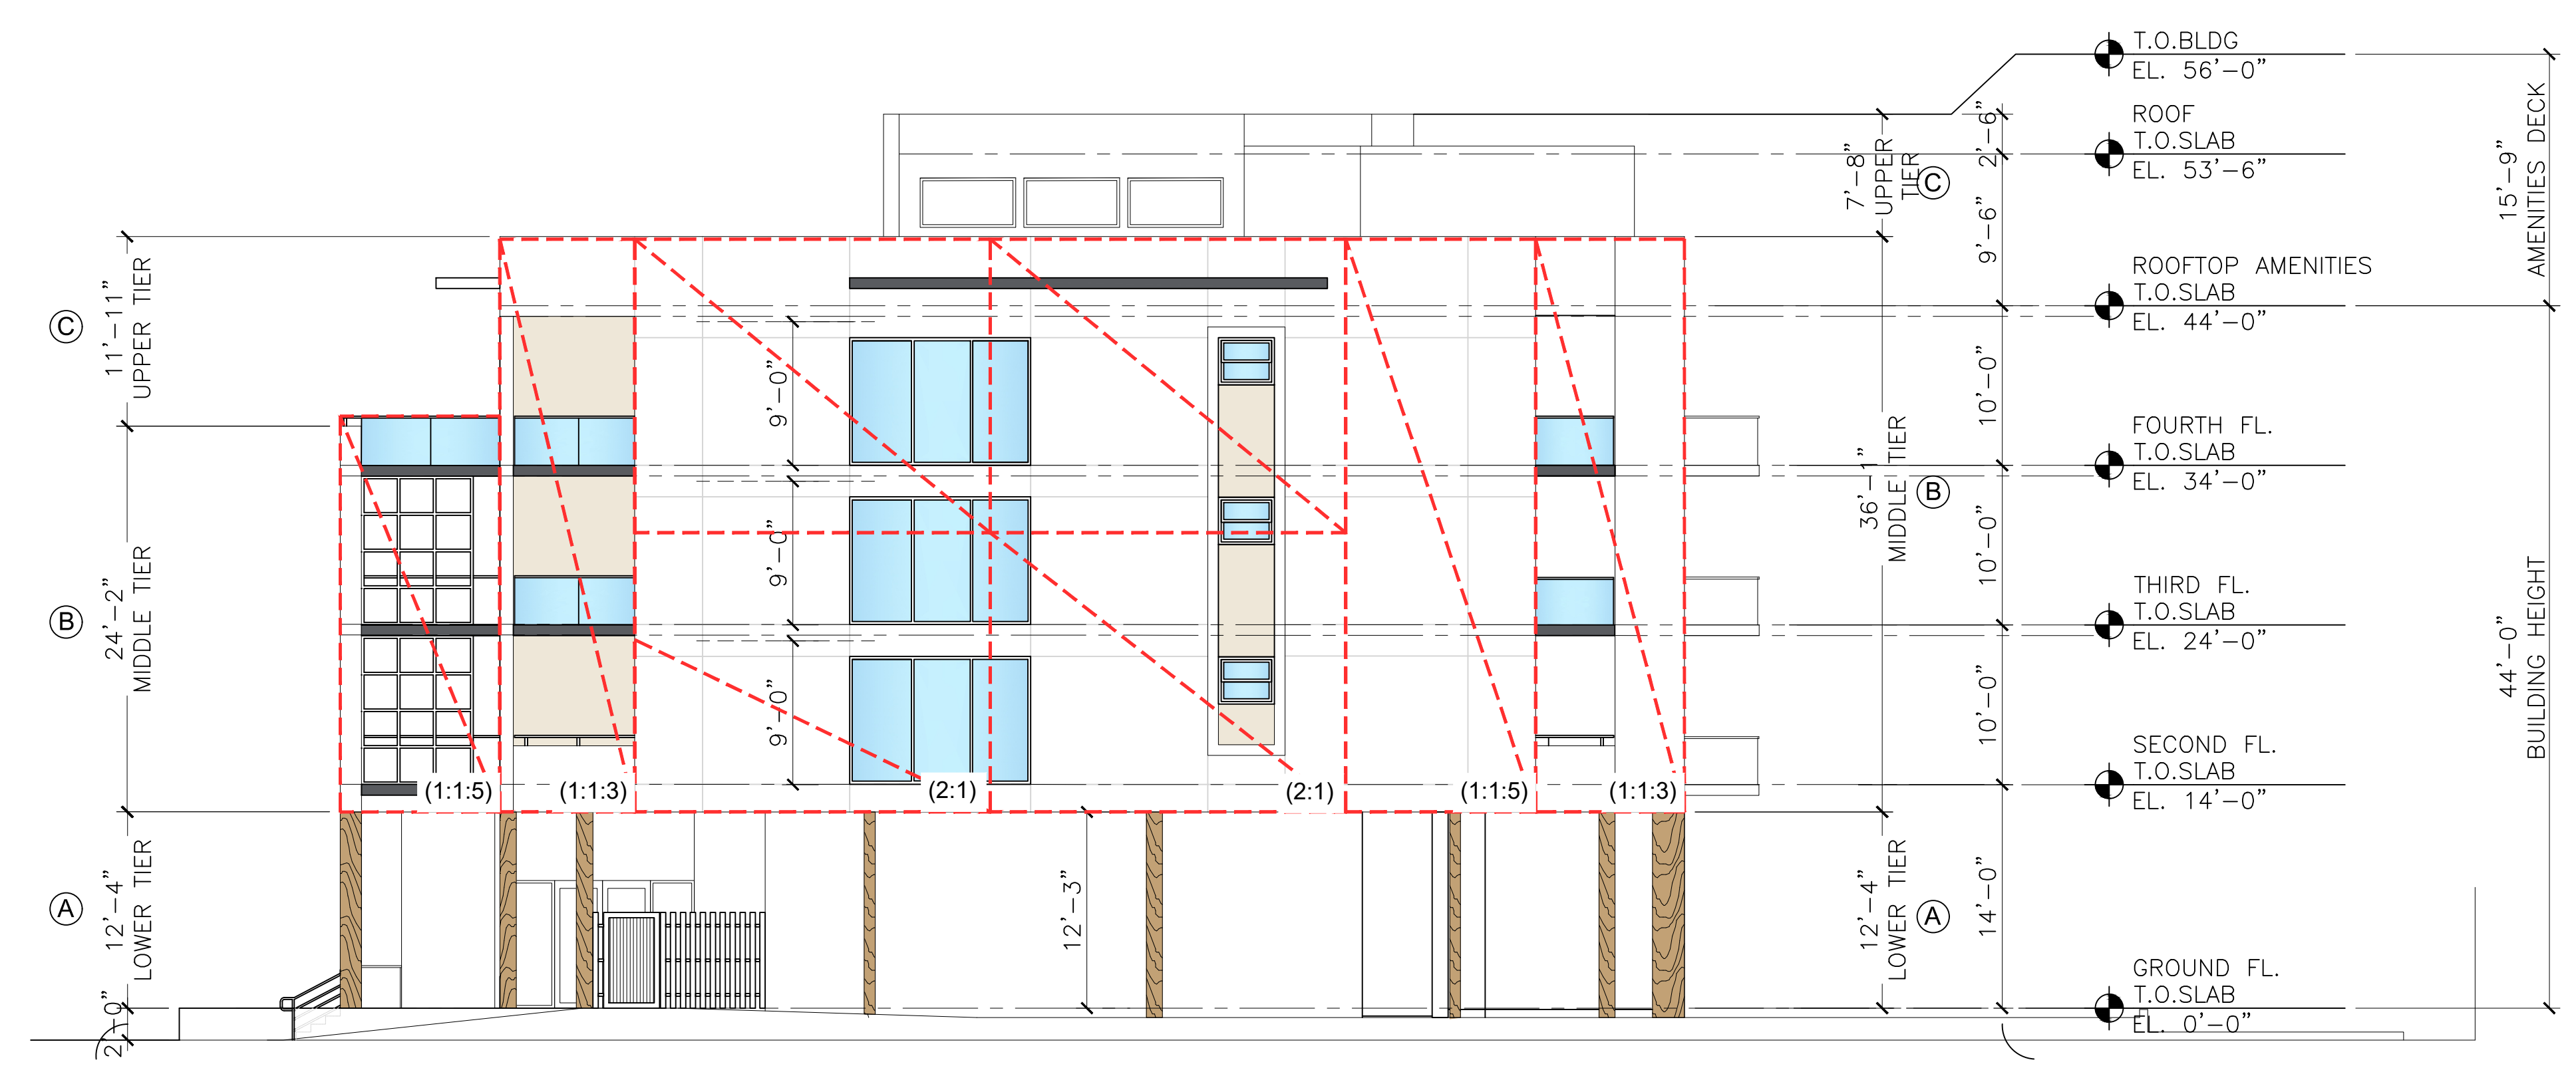 T.O.BLDG
EL. 56'-0"
ROOF
T.O.SLAB
EL. 53'-6"
ROOFTOP AMENITIES
T.O.SLAB
EL. 44'-0"
FOURTH FL.
T.O.SLAB
EL. 34'-0"
THIRD FL.
T.O.SLAB
EL. 24'-0"
SECOND FL.
T.O.SLAB
EL. 14'-0"
GROUND FL.
T.O.SLAB
EL. 0'-0"
15'-9"
AMENITIES DECK
44'-0"
BUILDING HEIGHT
2'-6"
9'-6"
10'-0"
10'-0"
10'-0"
14'-0"
7'-8"
UPPER
TIER
C
36'-1"
MIDDLE TIER
B
12'-4"
LOWER TIER
A
C
11'-11"
UPPER TIER
B
24'-2"
MIDDLE TIER
A
12'-4"
LOWER TIER
2'-0"
9'-0"
9'-0"
9'-0"
12'-3"
(1:1:5)
(1:1:3)
(2:1)
(2:1)
(1:1:5)
(1:1:3)